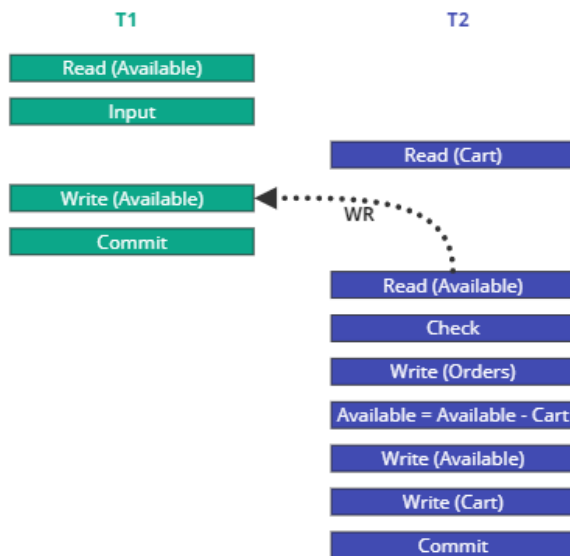 T1
T2
Read (Available)
Input
Read (Cart)
Write (Available)
WR
Commit
Read (Available)
Check
Write (Orders)
Available = Available - Cart
Write (Available)
Write (Cart)
Commit